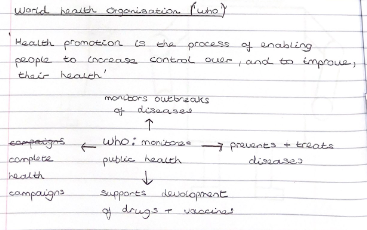 World health organisation ('who')
'Health promotion is the process of enabling
people to increase control over, and to improve,
their health'
monitors outbreaks
of diseases
campaigns ← who: monitores → prevents + treats
complete public health diseases
health
campaigns supports development
of drugs + vaccines